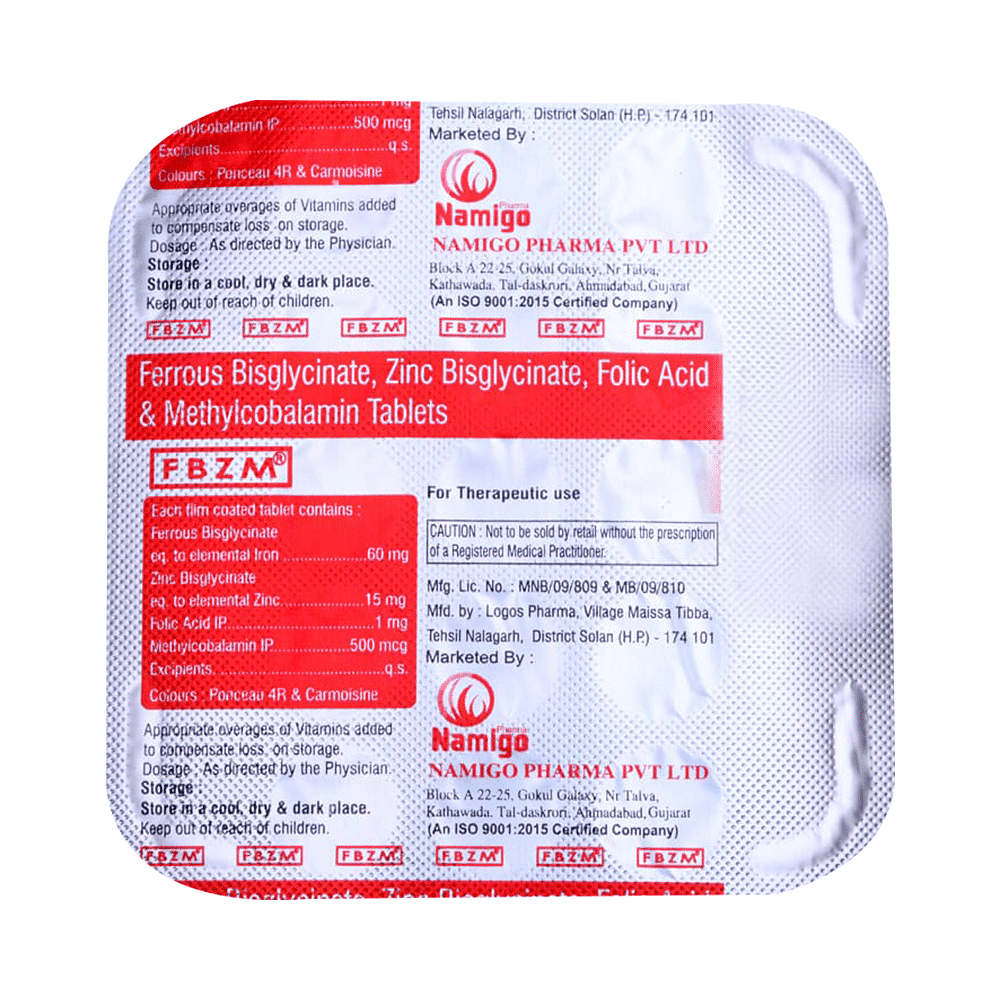 1 mg
Methylcobalamin IP..................500 mcg
Excipients..........................................q.s.
Colours : Ponceau 4R & Carmoisine
Appropriate overages of Vitamins added
to compensate loss on storage.
Dosage : As directed by the Physician.
Storage :
Store in a cool, dry & dark place.
Keep out of reach of children.
Tehsil Nalagarh, District Solan (H.P.) - 174 101
Marketed By :
Pharma
Namigo
NAMIGO PHARMA PVT LTD
Block A 22-25, Gokul Galaxy, Nr Talva,
Kathawada, Tal-daskrori, Ahmadabad, Gujarat
(An ISO 9001:2015 Certified Company)
FBZM® FBZM® FBZM® FBZM® FBZM® FBZM®
Ferrous Bisglycinate, Zinc Bisglycinate, Folic Acid
& Methylcobalamin Tablets
FBZM®
Each film coated tablet contains :
Ferrous Bisglycinate
eq. to elemental Iron ....................60 mg
Zinc Bisglycinate
eq. to elemental Zinc.....................15 mg
Folic Acid IP....................................1 mg
Methylcobalamin IP...................500 mcg
Excipients..........................................q.s.
Colours : Ponceau 4R & Carmoisine
Appropriate overages of Vitamins added
to compensate loss on storage.
Dosage : As directed by the Physician.
Storage :
Store in a cool, dry & dark place.
Keep out of reach of children.
For Therapeutic use
CAUTION : Not to be sold by retail without the prescription
of a Registered Medical Practitioner.
Mfg. Lic. No. : MNB/09/809 & MB/09/810
Mfd. by : Logos Pharma, Village Maissa Tibba,
Tehsil Nalagarh, District Solan (H.P.) - 174 101
Marketed By :
Pharma
Namigo
NAMIGO PHARMA PVT LTD
Block A 22-25, Gokul Galaxy, Nr Talva,
Kathawada, Tal-daskrori, Ahmadabad, Gujarat
(An ISO 9001:2015 Certified Company)
FBZM® FBZM® FBZM® FBZM® FBZM® FBZM®
Bisglycinate, Zinc Bisglycinate, Folic Acid